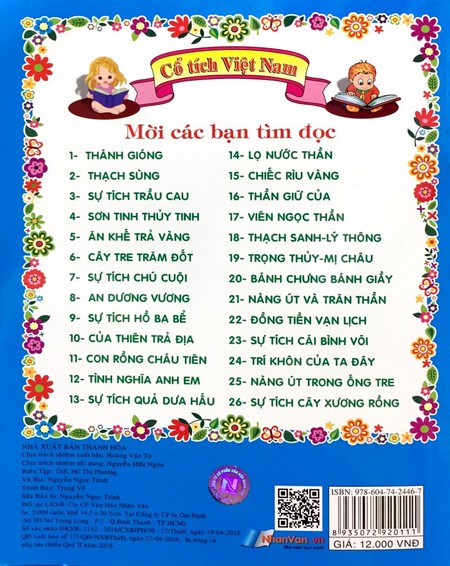 Cổ tích Việt Nam
Mời các bạn tìm đọc
1- THÁNH GIÓNG
2- THẠCH SÙNG
3- SỰ TÍCH TRẦU CAU
4- SƠN TINH THỦY TINH
5- ĂN KHẾ TRẢ VÀNG
6- CÂY TRE TRĂM ĐỐT
7- SỰ TÍCH CHÚ CUỘI
8- AN DƯƠNG VƯƠNG
9- SỰ TÍCH HỒ BA BỂ
10- CỦA THIÊN TRẢ ĐỊA
11- CON RỒNG CHÁU TIÊN
12- TÌNH NGHĨA ANH EM
13- SỰ TÍCH QUẢ DƯA HẤU
14- LỌ NƯỚC THẦN
15- CHIẾC RÌU VÀNG
16- THẦN GIỮ CỦA
17- VIÊN NGỌC THẦN
18- THẠCH SANH-LÝ THÔNG
19- TRỌNG THỦY-MỊ CHÂU
20- BÁNH CHƯNG BÁNH GIẦY
21- NÀNG ÚT VÀ TRĂN THẦN
22- ĐỒNG TIỀN VẠN LỊCH
23- SỰ TÍCH CÁI BÌNH VÔI
24- TRÍ KHÔN CỦA TA ĐÂY
25- NÀNG ÚT TRONG ỐNG TRE
26- SỰ TÍCH CÂY XƯƠNG RỒNG
NHÀ XUẤT BẢN THANH HÓA
Chịu trách nhiệm xuất bản: Hoàng Văn Tú
Chịu trách nhiệm nội dung: Nguyễn Hữu Ngôn
Biên Tập: ThS. Hồ Thị Phương
Vẽ Bìa: Nguyễn Ngọc Trinh
Trình Bày: Trang Võ
Sửa Bản In: Nguyễn Ngọc Trinh
Đối tác LKXB: Cty CP Văn Hóa Nhân Văn
In: 5.000 cuốn, khổ 14.5 x 20.5cm. Tại Công ty CP In Gia Định
(Số 9D Nơ Trang Long - P.7 - Q.Bình Thạnh - TP.HCM)
Số xác nhận ĐKXB: 1132 - 2016/CXBIPH/ - 17/ThaH, ngày 19-04-2016
QĐXB số 171/QĐ-NXBThaH, ngày 27-04-2016 - In xong và
nộp lưu chiểu Quý II năm 2016.
N
NhanVan.vn
ISBN: 978-604-74-2446-7
8 935072 920111
GIÁ: 12.000 VNĐ